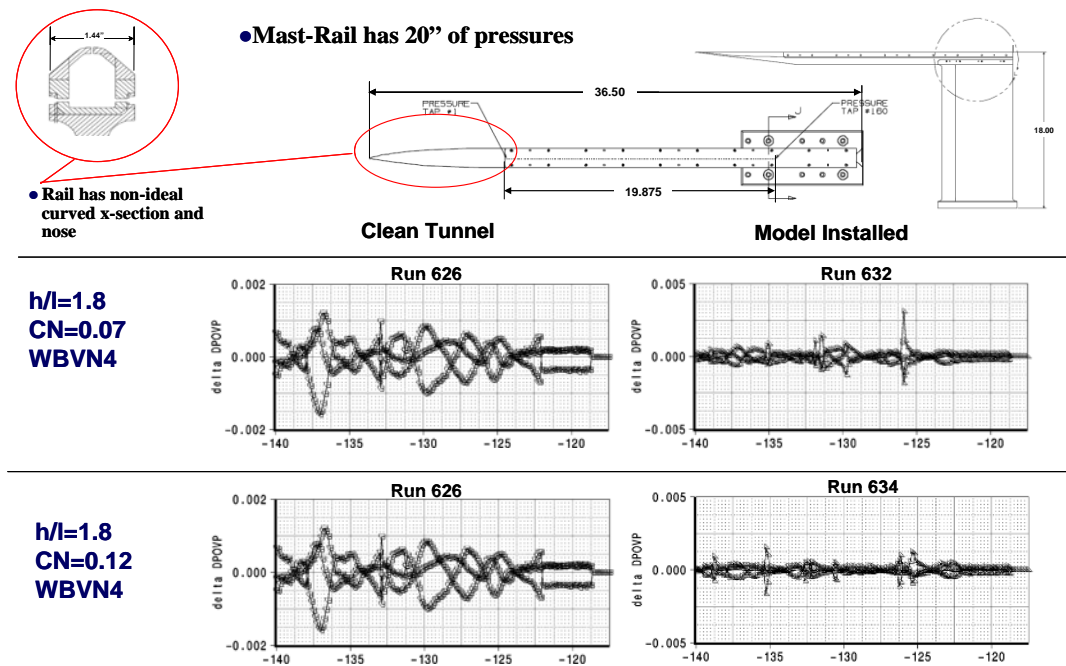 1.44"
●Mast-Rail has 20” of pressures
36.50
PRESSURE
TAP #1
J
PRESSURE
TAP #160
18.00
19.875
● Rail has non-ideal
curved x-section and
nose
Clean Tunnel
Model Installed
h/l=1.8
CN=0.07
WBVN4
Run 626
0.002
0.000
-0.002
delta DPOVP
-140 -135 -130 -125 -120
Run 632
0.005
0.000
-0.005
delta DPOVP
-140 -135 -130 -125 -120
h/l=1.8
CN=0.12
WBVN4
Run 626
0.002
0.000
-0.002
delta DPOVP
-140 -135 -130 -125 -120
Run 634
0.005
0.000
-0.005
delta DPOVP
-140 -135 -130 -125 -120